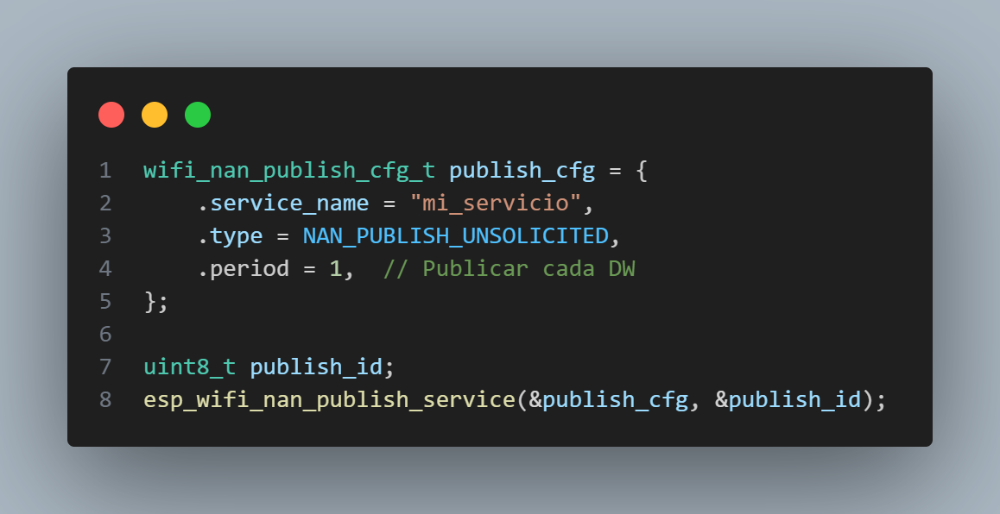 1 wifi_nan_publish_cfg_t publish_cfg = {
2     .service_name = "mi_servicio",
3     .type = NAN_PUBLISH_UNSOLICITED,
4     .period = 1,  // Publicar cada DW
5 };
6
7 uint8_t publish_id;
8 esp_wifi_nan_publish_service(&publish_cfg, &publish_id);